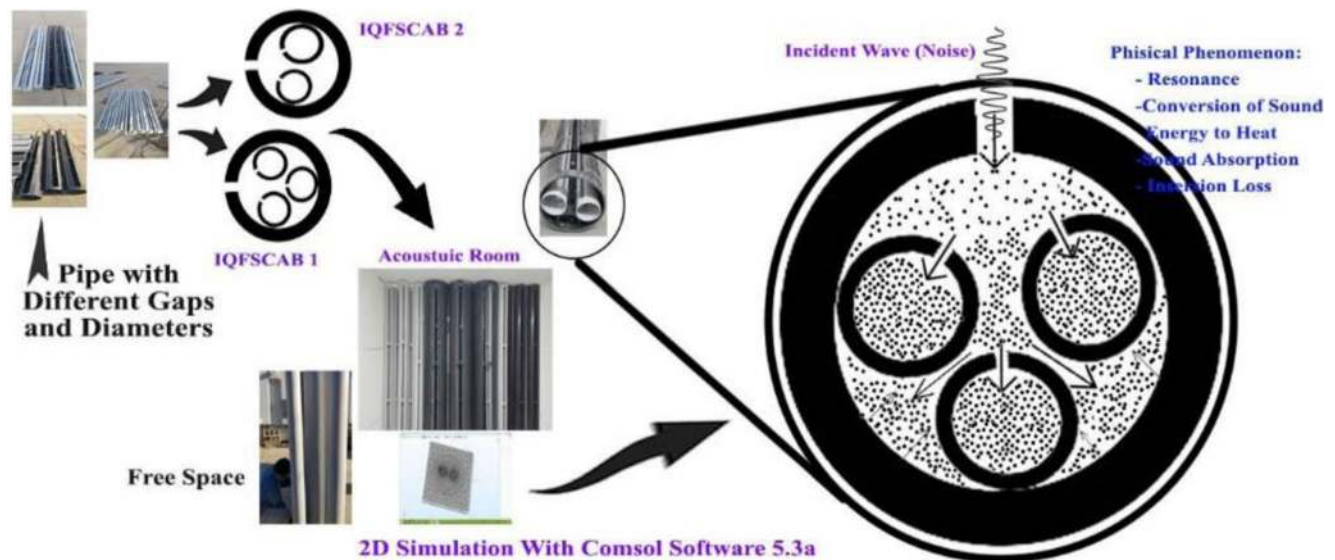 IQFSCAB 2
IQFSCAB 1
Pipe with
Different Gaps
and Diameters
Acoustuic Room
Free Space
2D Simulation With Comsol Software 5.3a
Incident Wave (Noise)
Phisical Phenomenon:
- Resonance
-Conversion of Sound
Energy to Heat
-Sound Absorption
- Insersion Loss